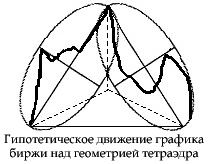 Гипотетическое движение графика
биржи над геометрией тетраэдра